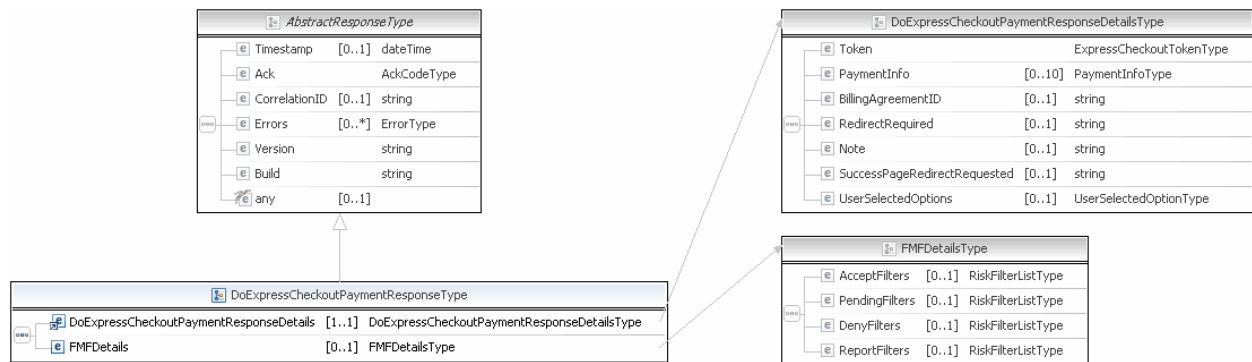 AbstractResponseType
Timestamp [0..1] dateTime
Ack AckCodeType
CorrelationID [0..1] string
Errors [0..*] ErrorType
Version string
Build string
any [0..1]
DoExpressCheckoutPaymentResponseDetailsType
Token ExpressCheckoutTokenType
PaymentInfo [0..10] PaymentInfoType
BillingAgreementID [0..1] string
RedirectRequired [0..1] string
Note [0..1] string
SuccessPageRedirectRequested [0..1] string
UserSelectedOptions [0..1] UserSelectedOptionType
DoExpressCheckoutPaymentResponseType
DoExpressCheckoutPaymentResponseDetails [1..1] DoExpressCheckoutPaymentResponseDetailsType
FMFDetails [0..1] FMFDetailsType
FMFDetailsType
AcceptFilters [0..1] RiskFilterListType
PendingFilters [0..1] RiskFilterListType
DenyFilters [0..1] RiskFilterListType
ReportFilters [0..1] RiskFilterListType